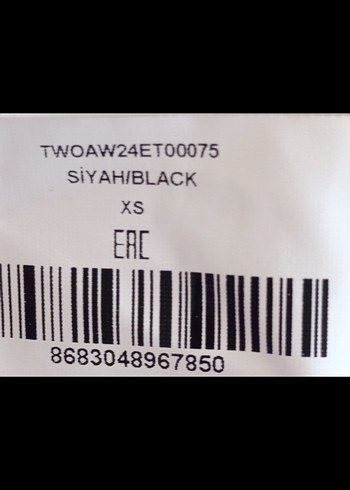 TWOAW24ET00075
SİYAH/BLACK
XS
EAC
8683048967850